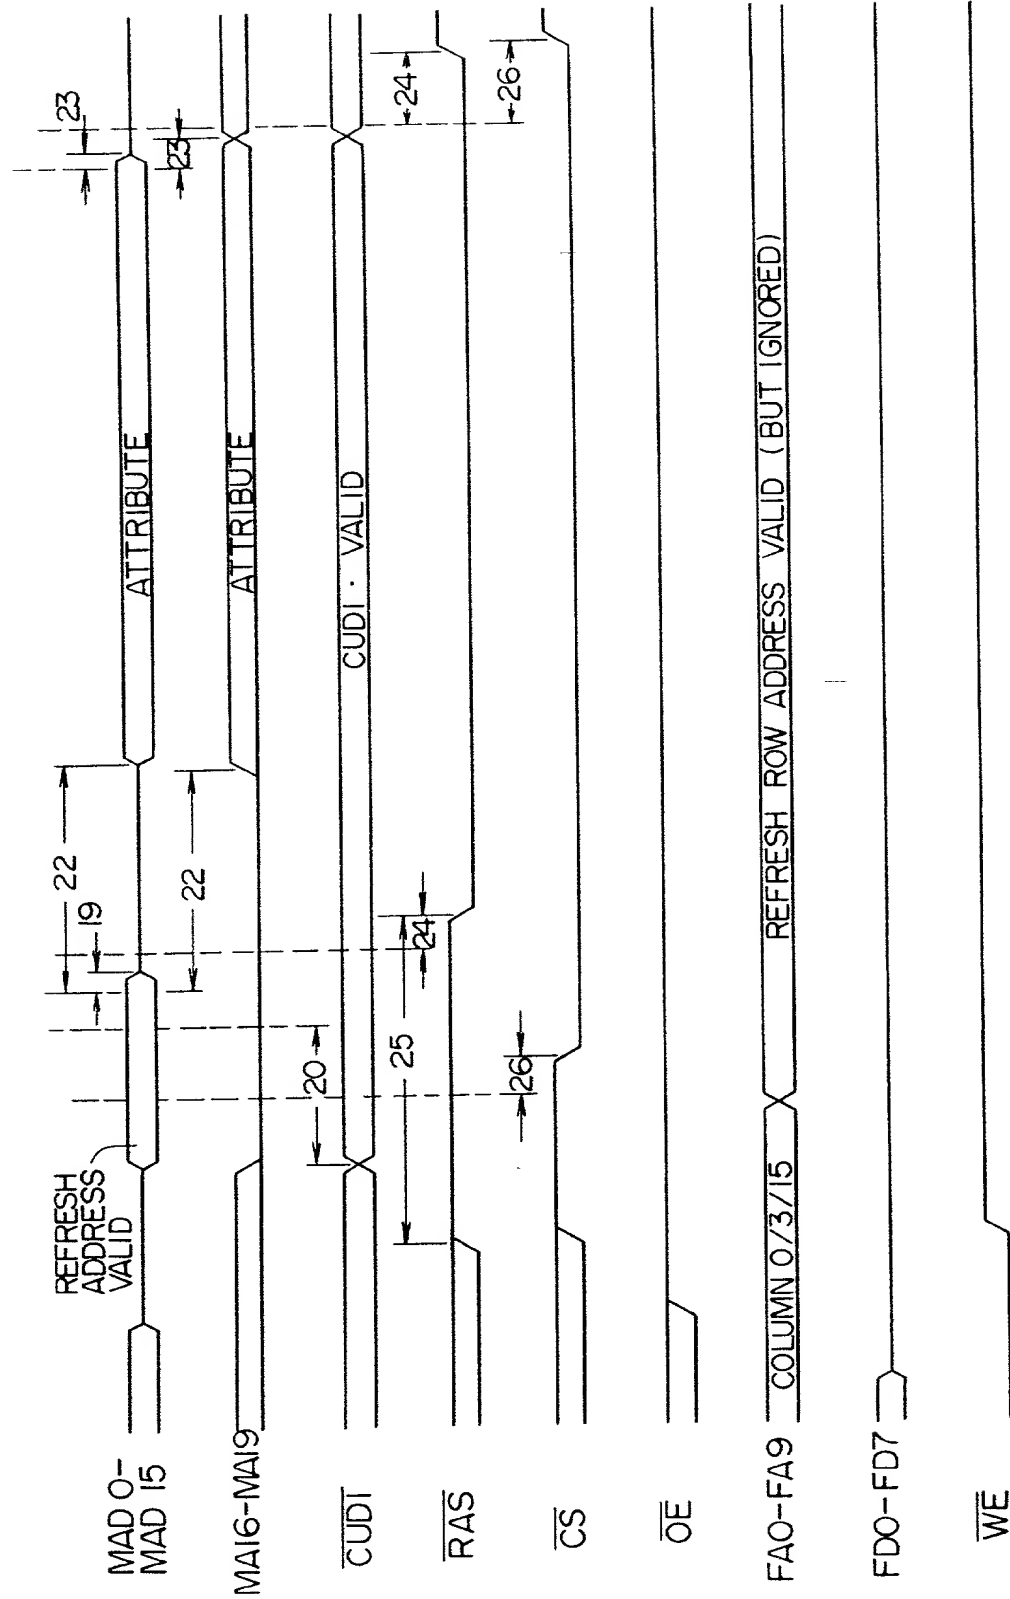 MAD 0-
MAD 15
REFRESH
ADDRESS
VALID
19
22
ATTRIBUTE
23
MA16-MA19
22
ATTRIBUTE
23
CUDI
20
CUDI · VALID
RAS
25
24
24
CS
26
26
OE
FA0-FA9
COLUMN 0/3/15
REFRESH ROW ADDRESS VALID (BUT IGNORED)
FD0-FD7
WE